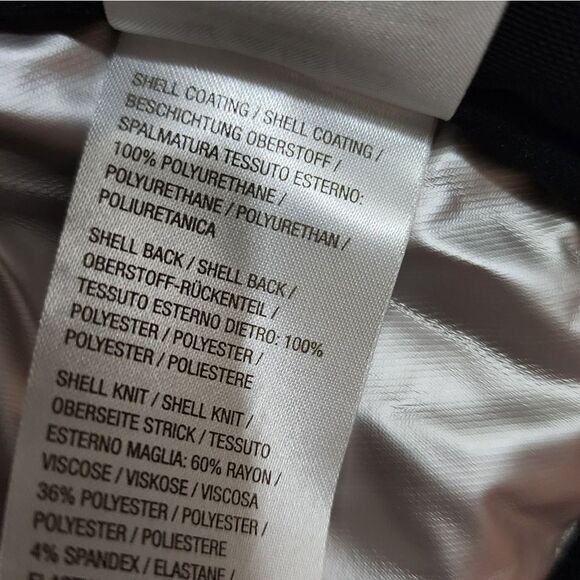 SHELL COATING / SHELL COATING /
BESCHICHTUNG OBERSTOFF /
SPALMATURA TESSUTO ESTERNO:
100% POLYURETHANE /
POLYURETHANE / POLYURETHAN /
POLIURETANICA
SHELL BACK / SHELL BACK /
OBERSTOFF-RÜCKENTEIL /
TESSUTO ESTERNO DIETRO: 100%
POLYESTER / POLYESTER /
POLYESTER / POLIESTERE
SHELL KNIT / SHELL KNIT /
OBERSEITE STRICK / TESSUTO
ESTERNO MAGLIA: 60% RAYON /
VISCOSE / VISKOSE / VISCOSA
36% POLYESTER / POLYESTER /
POLYESTER / POLIESTERE
4% SPANDEX / ELASTANE /